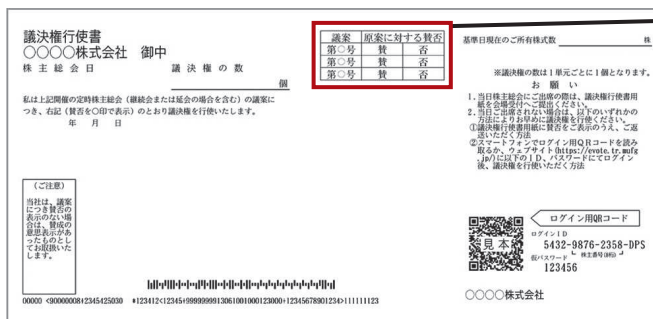 議決権行使書
○○○○株式会社 御中
株主総会日 議決権の数
個
私は上記開催の定時株主総会（継続会または延会の場合を含む）の議案に
つき、右記（賛否を○印で表示）のとおり議決権を行使いたします。
年 月 日
議案 原案に対する賛否
第○号 賛 否
第○号 賛 否
第○号 賛 否
（ご注意）
当社は、議案
につき賛否の
表示のない場
合は、賛成の
意思表示があ
ったものとし
てお取扱いた
します。
00000 <90000008+2345425030 *123412<12345+99999999130610010001230000+12345678901234>111111123
基準日現在のご所有株式数 株
※議決権の数は1単元ごとに1個となります。
お願い
1. 当日株主総会にご出席の際は、議決権行使書用
紙を会場受付へご提出ください。
2. 当日ご出席されない場合は、以下のいずれかの
方法によりお早めに議決権を行使ください。
①議決権行使書用紙に賛否をご表示のうえ、ご返
送いただく方法
②スマートフォンでログイン用QRコードを読み
取るか、ウェブサイト(https://evote.tr.mufg
.jp/)に以下のID、パスワードにてログイン
後、議決権を行使いただく方法
見本
ログイン用QRコード
ログインID
5432-9876-2358-DPS
株主番号(8桁)
仮パスワード
123456
○○○○株式会社